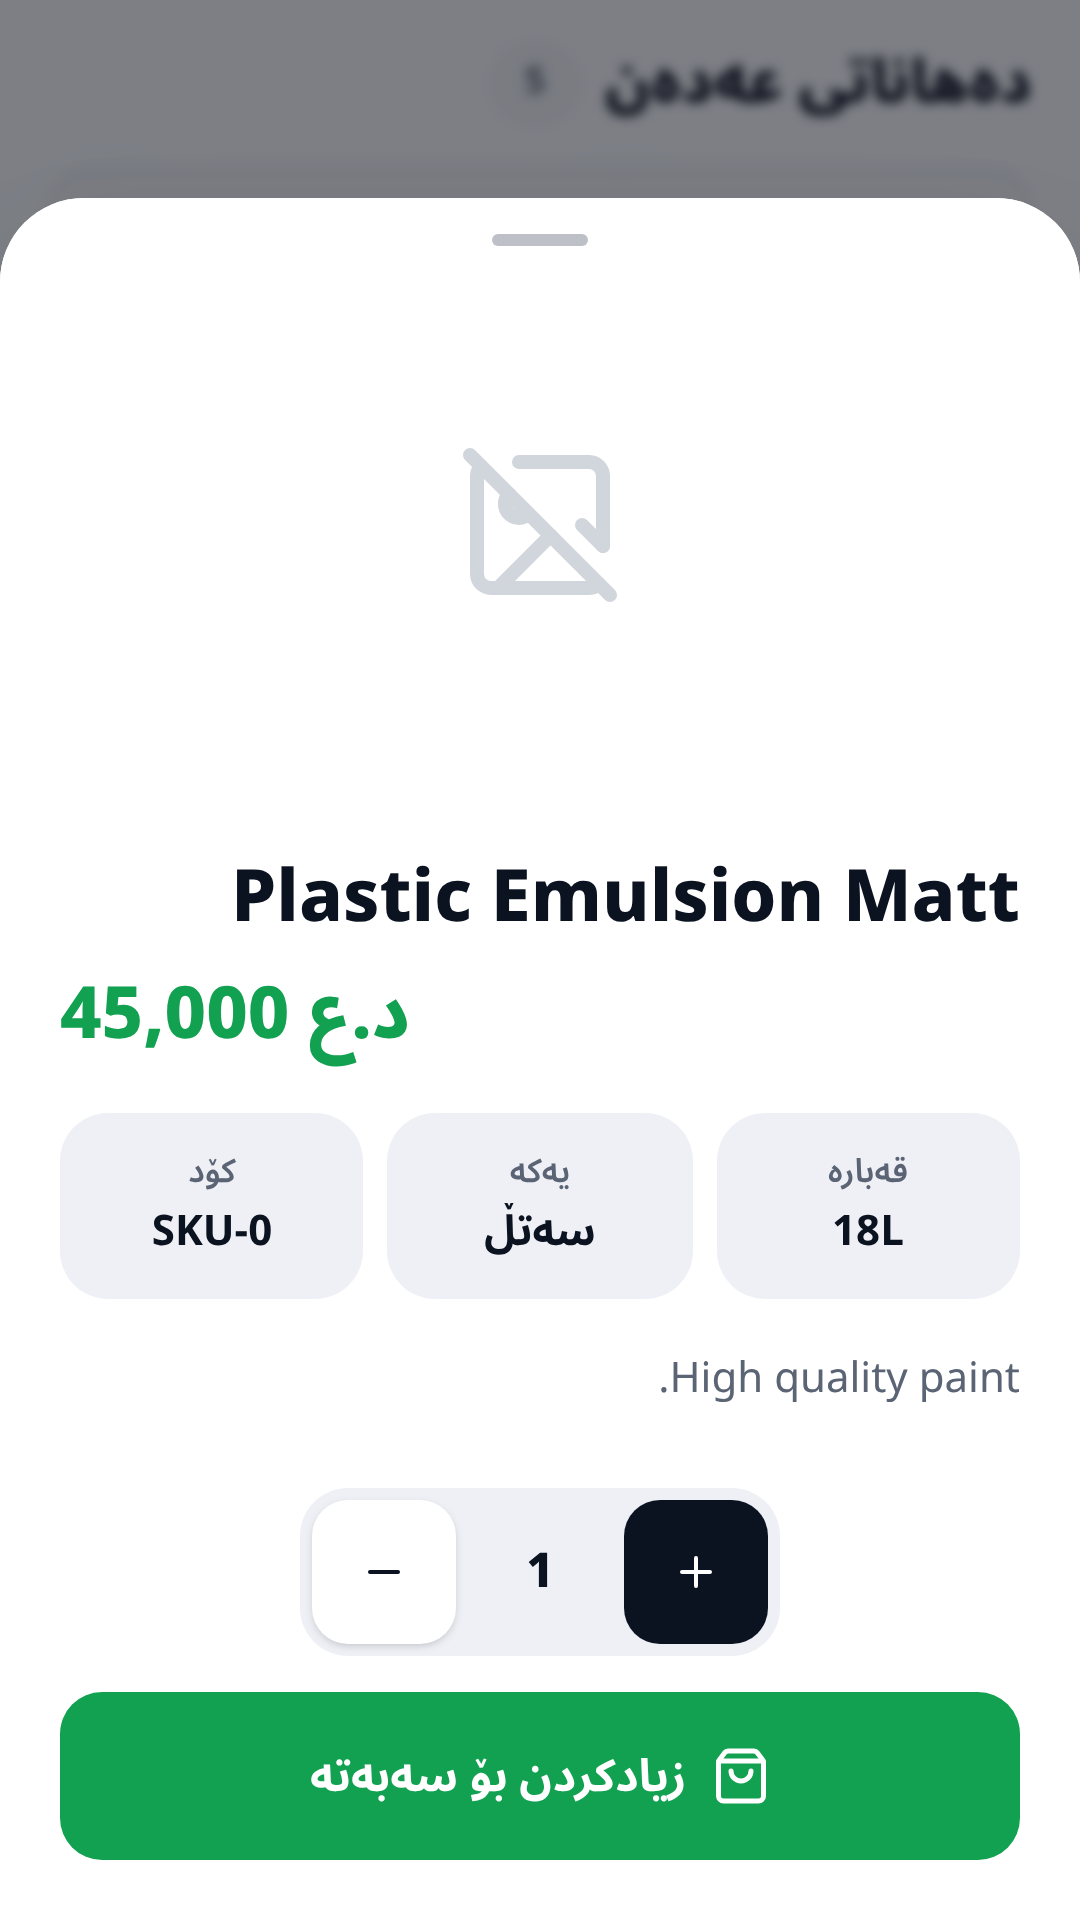 دەهاناتی عەدەن 5
Plastic Emulsion Matt
45,000 د.ع
قەبارە
18L
یەکە
سەتڵ
کۆد
SKU-0
.High quality paint
1
زیادکردن بۆ سەبەتە